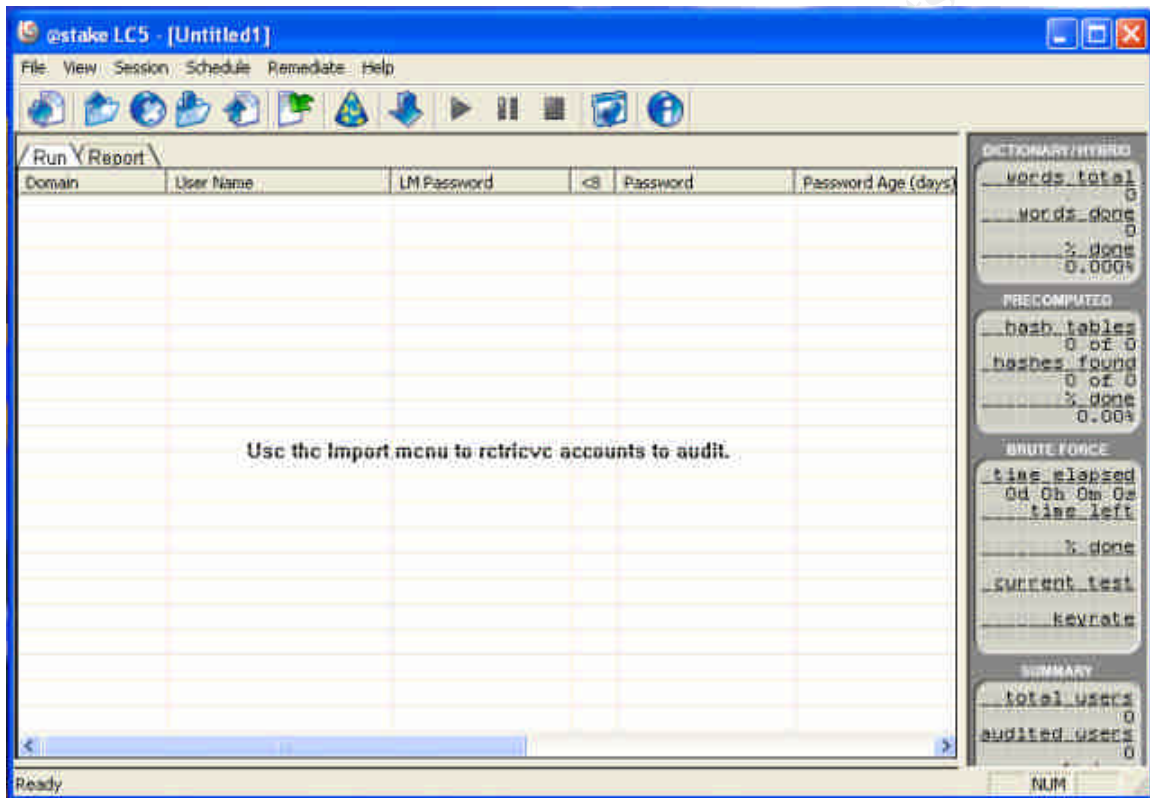 @stake LC5 - [Untitled1]
File View Session Schedule Remediate Help
Run Report
Domain User Name LM Password <8 Password Password Age (days)
Use the Import menu to retrieve accounts to audit.
DICTIONARY/HYBRID
words total
0
words done
0
% done
0.000%
PRECOMPUTED
hash tables
0 of 0
hashes found
0 of 0
% done
0.00%
BRUTE FORCE
time elapsed
0d 0h 0m 0s
time left
% done
current test
keyrate
SUMMARY
total users
0
audited users
0
Ready NUM